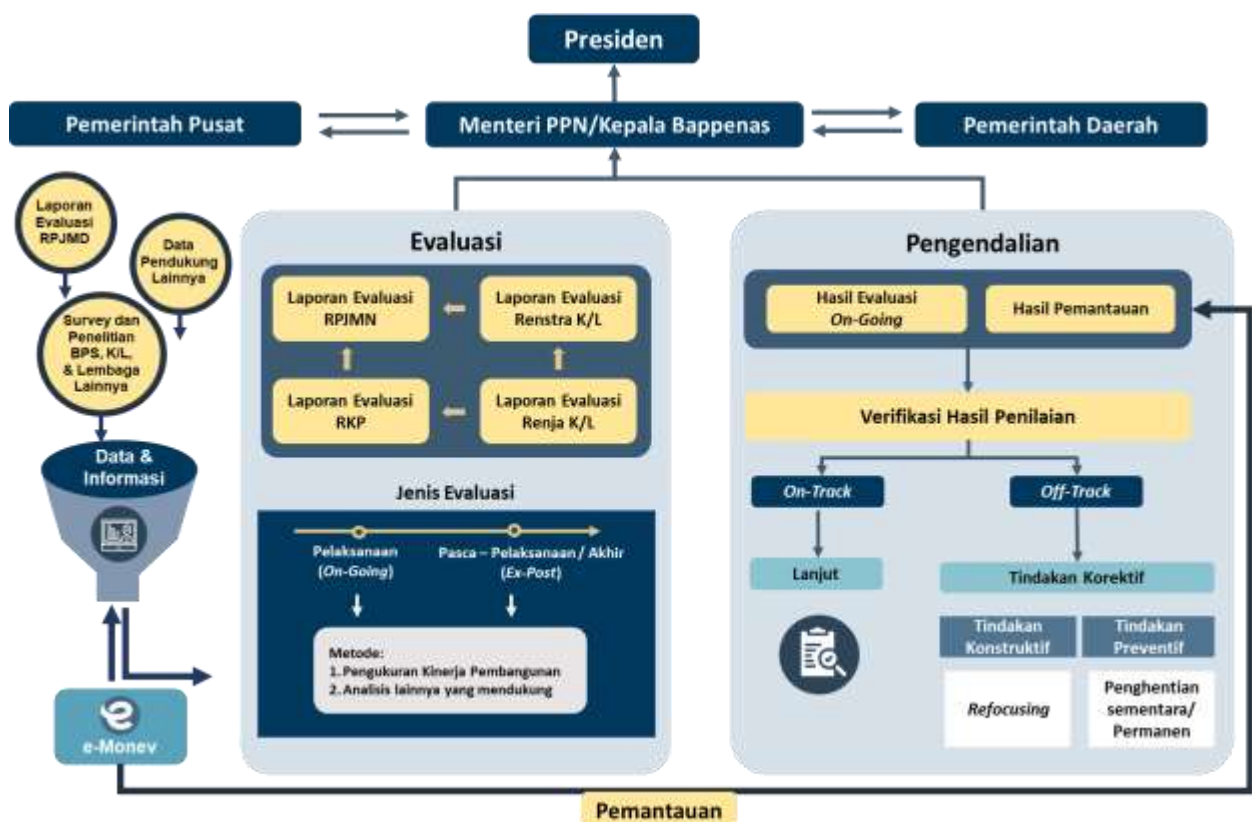 Presiden
Pemerintah Pusat
Menteri PPN/Kepala Bappenas
Pemerintah Daerah
Laporan
Evaluasi
RPJMD
Data
Pendukung
Lainnya
Survey dan
Penelitian
BPS, K/L,
& Lembaga
Lainnya
Data &
Informasi
e-Monev
Evaluasi
Laporan Evaluasi
RPJMN
Laporan Evaluasi
Renstra K/L
Laporan Evaluasi
RKP
Laporan Evaluasi
Renja K/L
Jenis Evaluasi
Pelaksanaan
(On-Going)
Pasca – Pelaksanaan / Akhir
(Ex-Post)
Metode:
1. Pengukuran Kinerja Pembangunan
2. Analisis lainnya yang mendukung
Pengendalian
Hasil Evaluasi
On-Going
Hasil Pemantauan
Verifikasi Hasil Penilaian
On-Track
Off-Track
Lanjut
Tindakan Korektif
Tindakan
Konstruktif
Tindakan
Preventif
Refocusing
Penghentian
sementara/
Permanen
Pemantauan